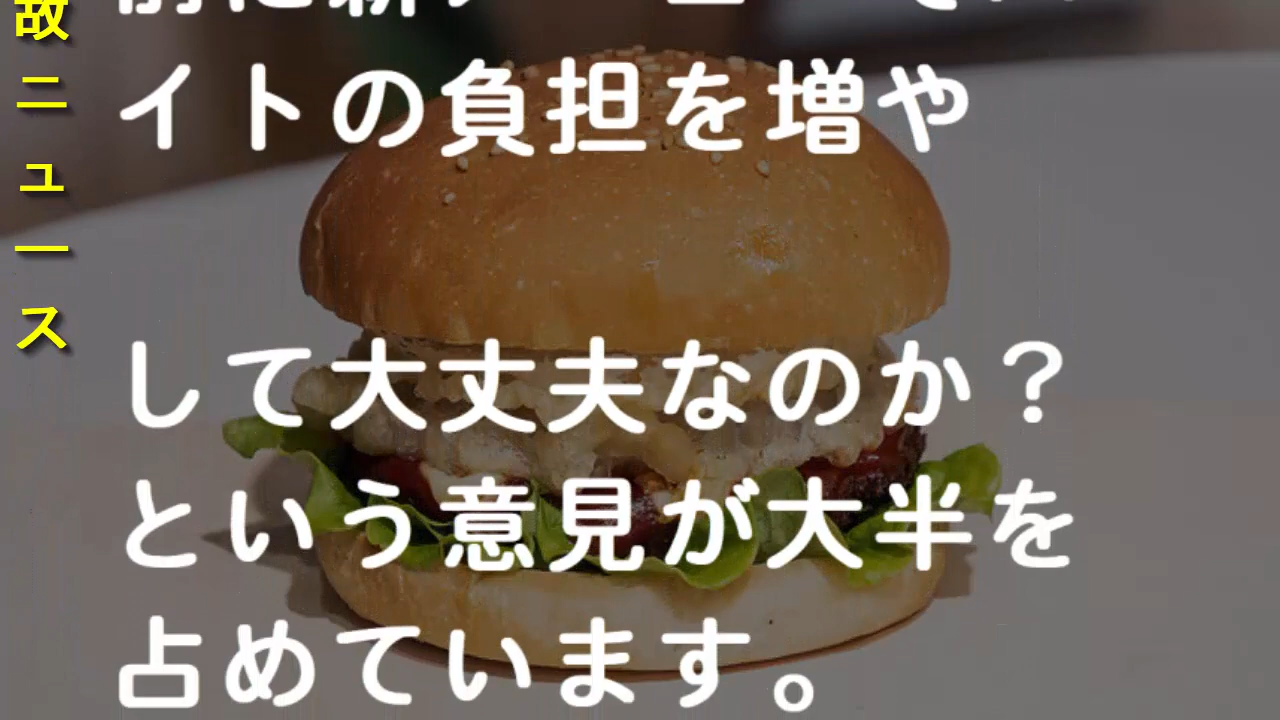 故ニュース
イトの負担を増や
して大丈夫なのか？
という意見が大半を
占めています。